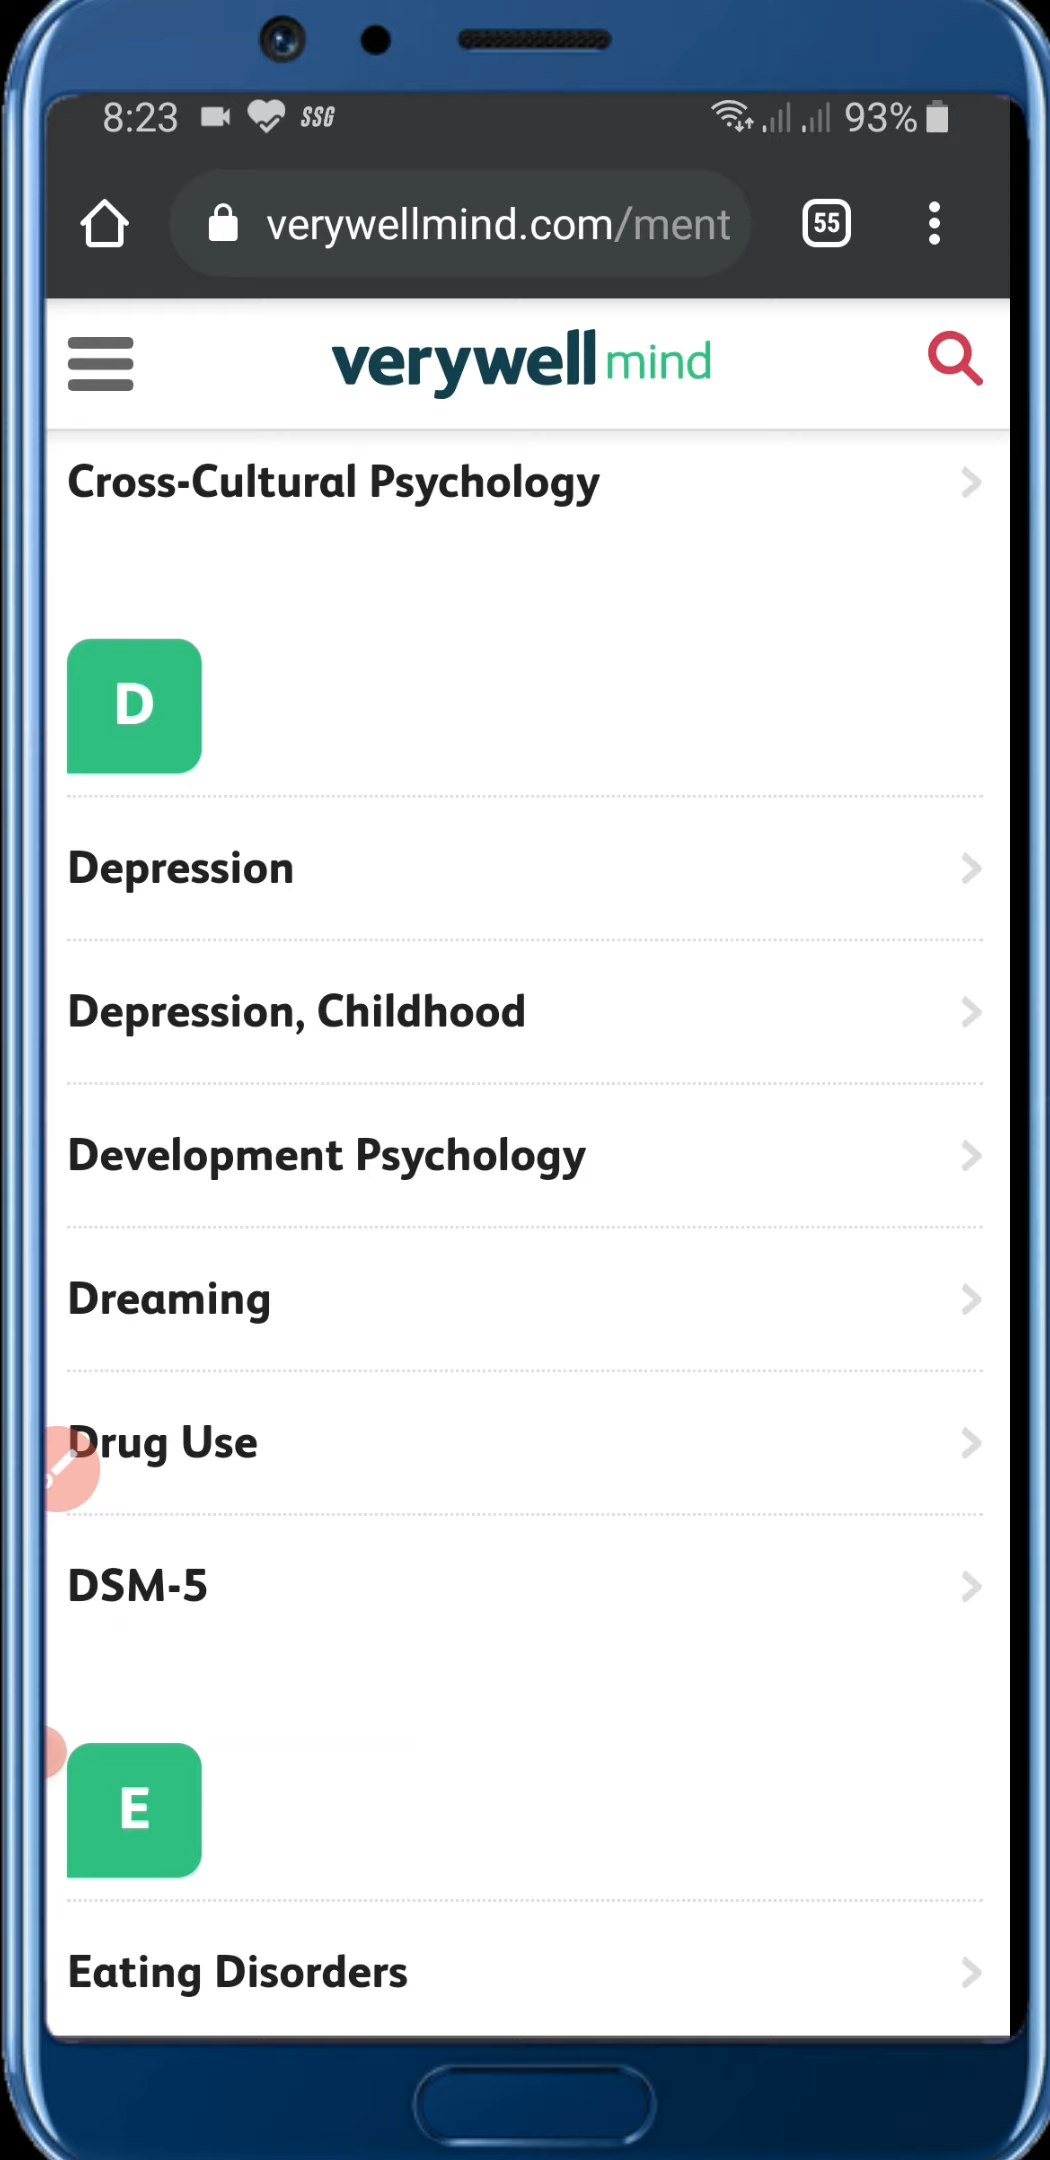 8:23 SSG 93%
verywellmind.com/ment 55
verywell mind
Cross-Cultural Psychology
D
Depression
Depression, Childhood
Development Psychology
Dreaming
Drug Use
DSM-5
E
Eating Disorders